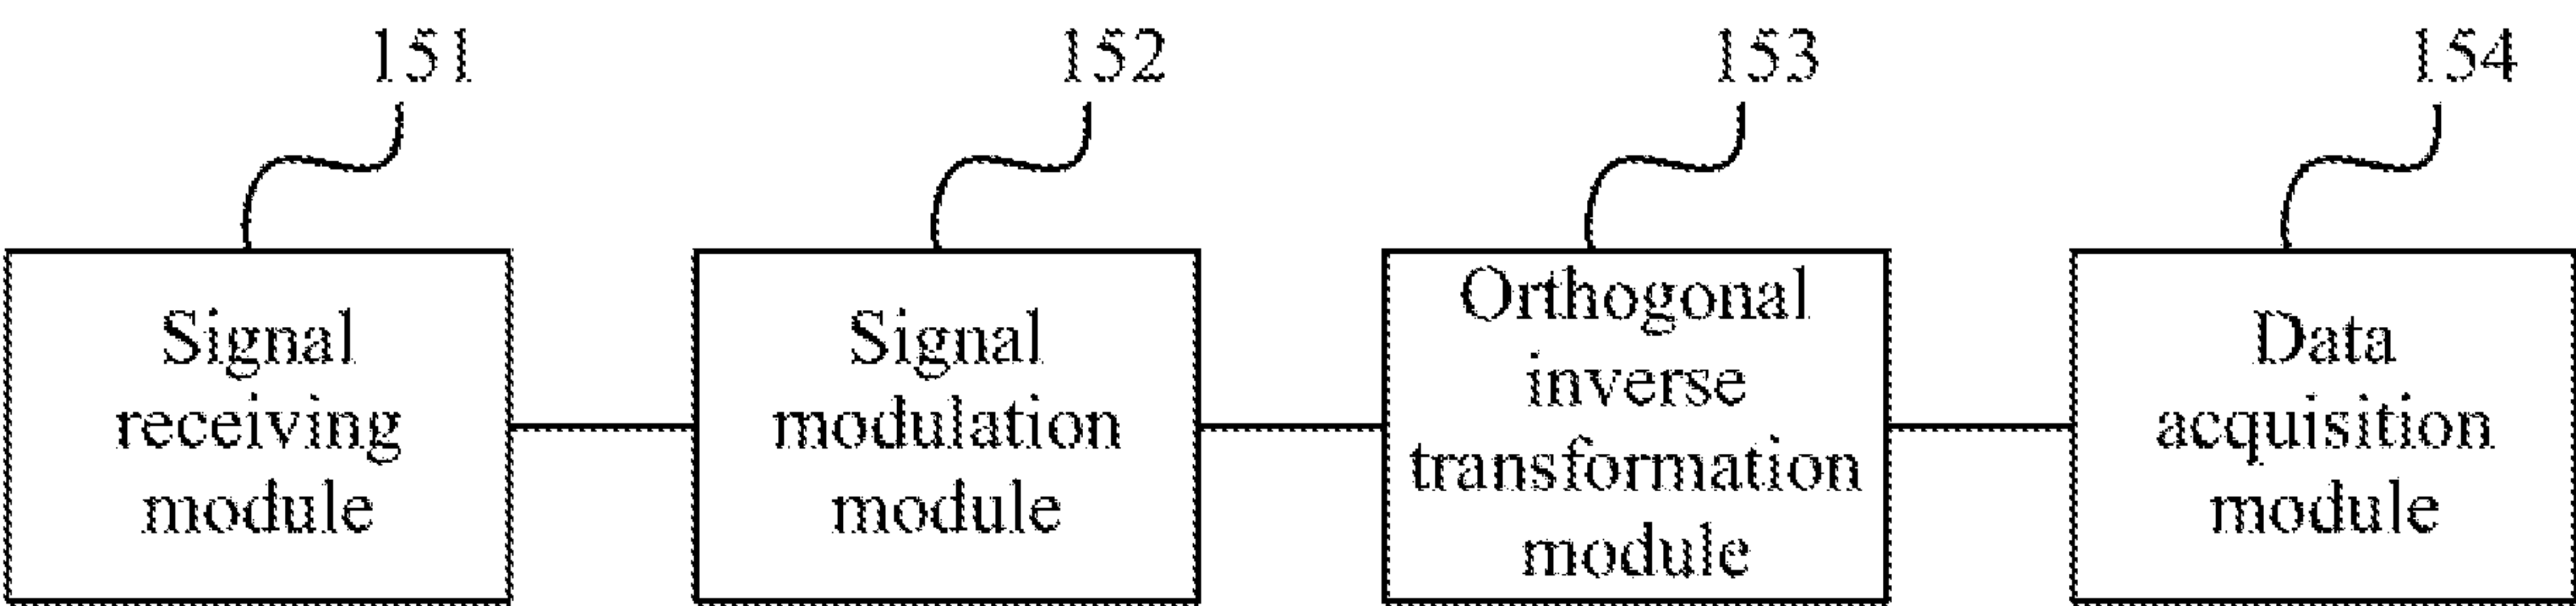 151
152
153
154
Signal
receiving
module
Signal
modulation
module
Orthogonal
inverse
transformation
module
Data
acquisition
module